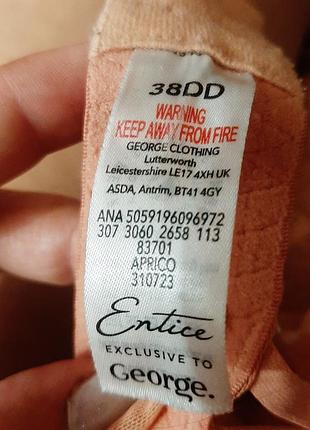 38DD
WARNING
KEEP AWAY FROM FIRE
GEORGE CLOTHING
Lutterworth
Leicestershire LE17 4XH UK
ASDA, Antrim, BT41 4GY
ANA 5059196096972
307 3060 2658 113
83701
APRICO
310723
Entice
EXCLUSIVE TO
George.